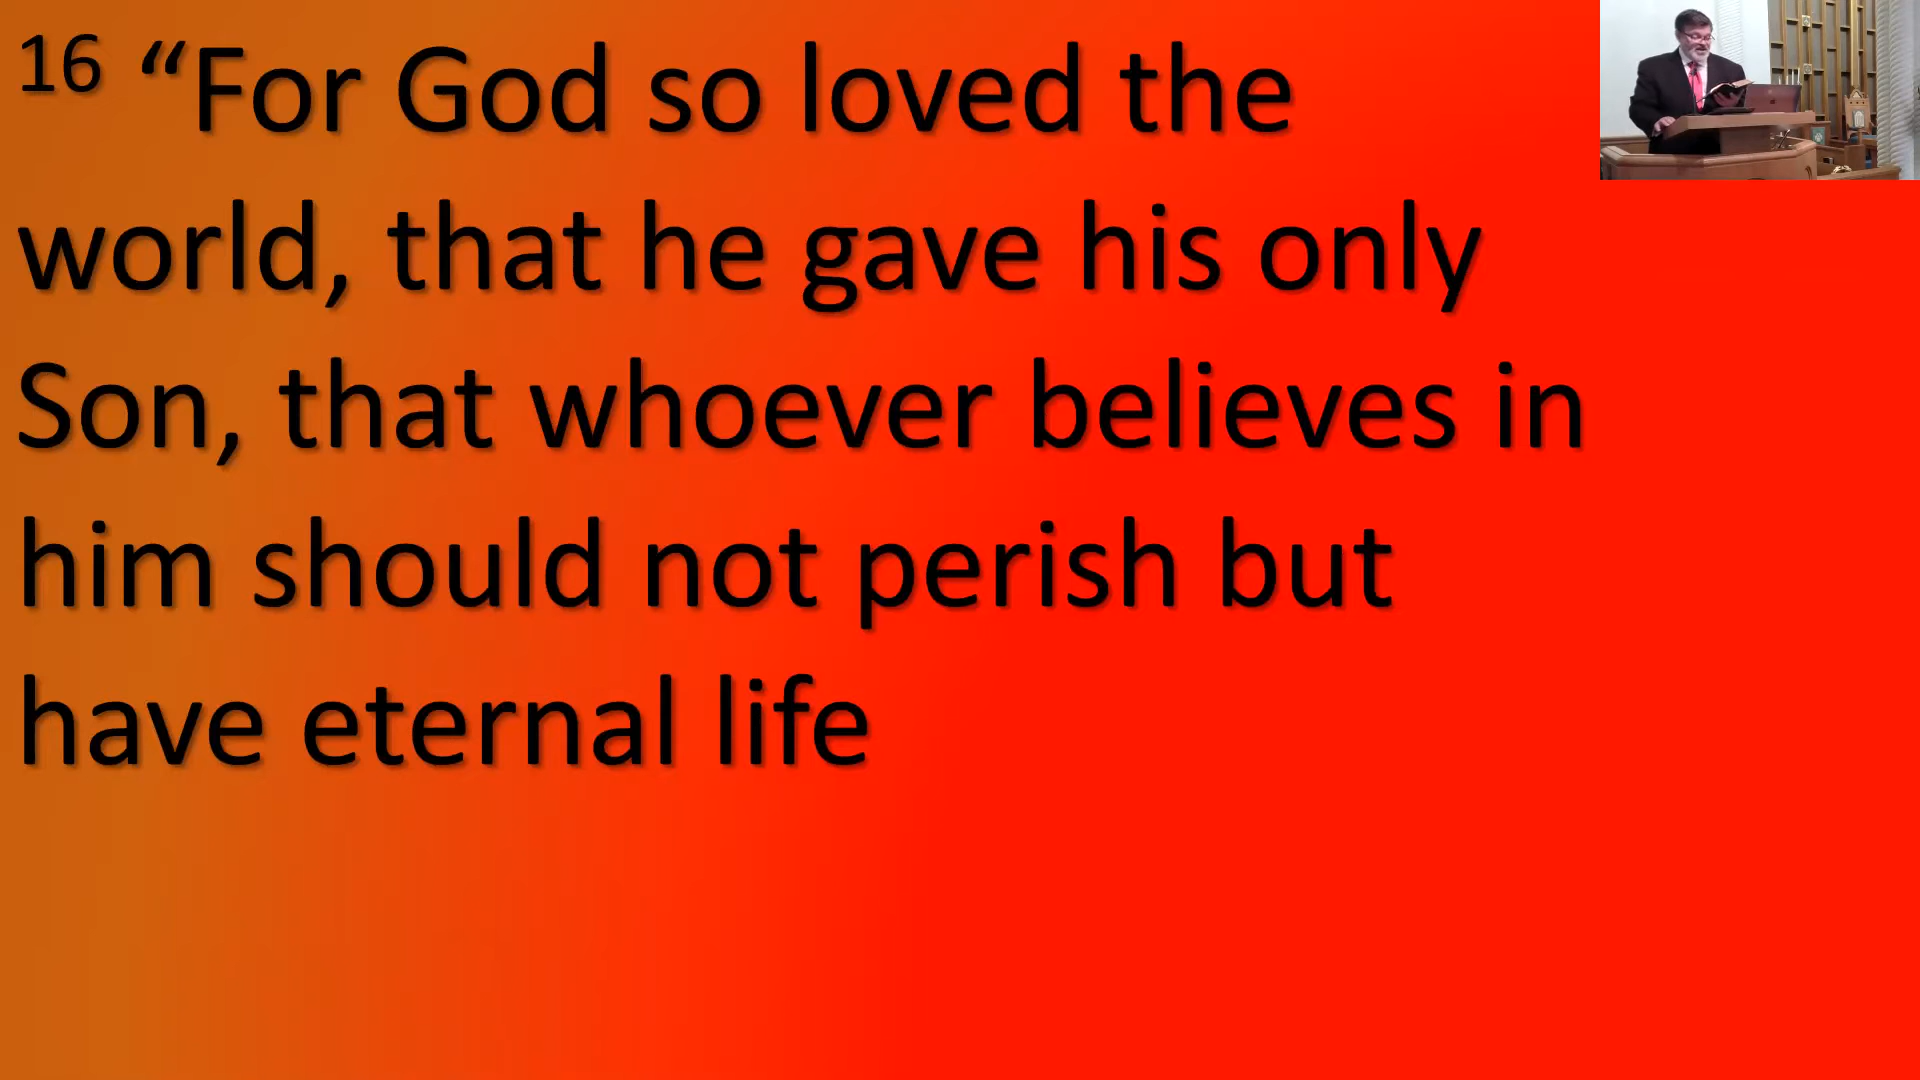 16 “For God so loved the
world, that he gave his only
Son, that whoever believes in
him should not perish but
have eternal life